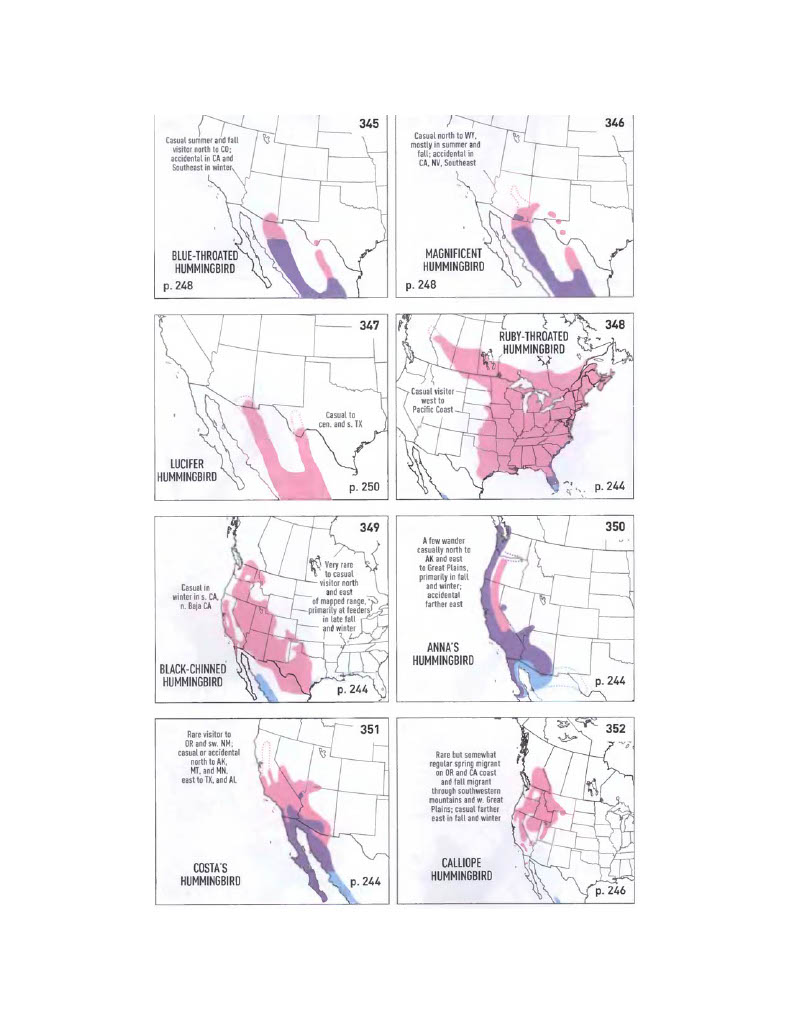 345
Casual summer and fall
visitor north to CO;
accidental in CA and
Southeast in winter
BLUE-THROATED
HUMMINGBIRD
p. 248
346
Casual north to WY,
mostly in summer and
fall; accidental in
CA, NV, Southeast
MAGNIFICENT
HUMMINGBIRD
p. 248
347
Casual to
cen. and s. TX
LUCIFER
HUMMINGBIRD
p. 250
348
RUBY-THROATED
HUMMINGBIRD
Casual visitor
west to
Pacific Coast
p. 244
349
Very rare
to casual
visitor north
and east
of mapped range,
primarily at feeders
in late fall
and winter
Casual in
winter in s. CA,
n. Baja CA
BLACK-CHINNED
HUMMINGBIRD
p. 244
350
A few wander
casually north to
AK and east
to Great Plains,
primarily in fall
and winter;
accidental
farther east
ANNA'S
HUMMINGBIRD
p. 244
351
Rare visitor to
OR and sw. NM;
casual or accidental
north to AK,
MT, and MN,
east to TX, and AL
COSTA'S
HUMMINGBIRD
p. 244
352
Rare but somewhat
regular spring migrant
on OR and CA coast
and fall migrant
through southwestern
mountains and w. Great
Plains; casual farther
east in fall and winter
CALLIOPE
HUMMINGBIRD
p. 246